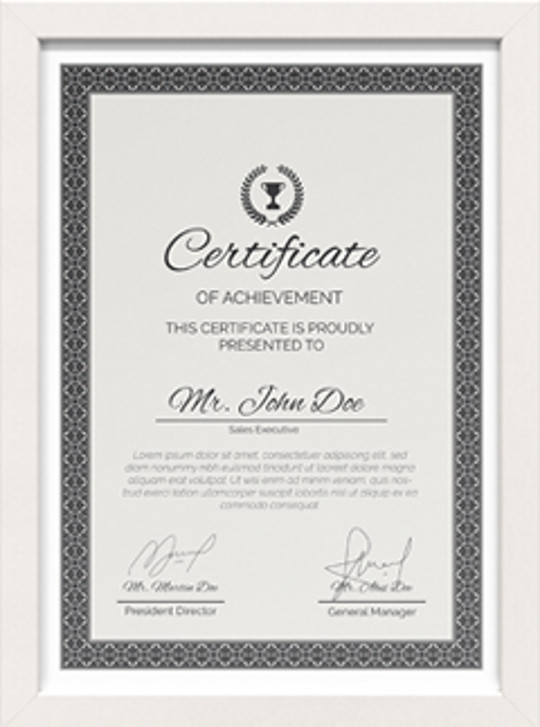 Certificate
OF ACHIEVEMENT
THIS CERTIFICATE IS PROUDLY
PRESENTED TO
Mr. John Doe
Sales Executive
Lorem ipsum dolor sit amet, consectetuer adipiscing elit, sed
diam nonummy nibh euismod tincidunt ut laoreet dolore magna
aliquam erat volutpat. Ut wisi enim ad minim veniam, quis nos-
trud exerci tation ullamcorper suscipit lobortis nisl ut aliquip ex ea
commodo consequat.
Mr. Martin Doe Mr. Doe
President Director General Manager